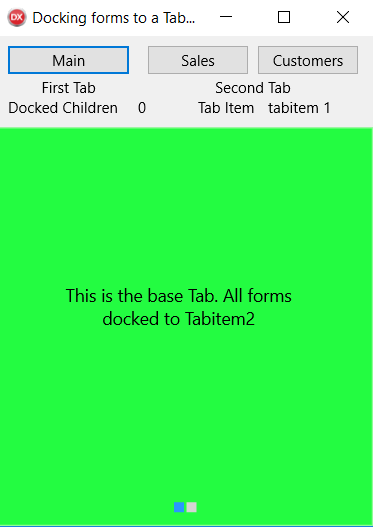 DX Docking forms to a Tab...
Main Sales Customers
First Tab Second Tab
Docked Children 0 Tab Item tabitem 1
This is the base Tab. All forms
docked to Tabitem2